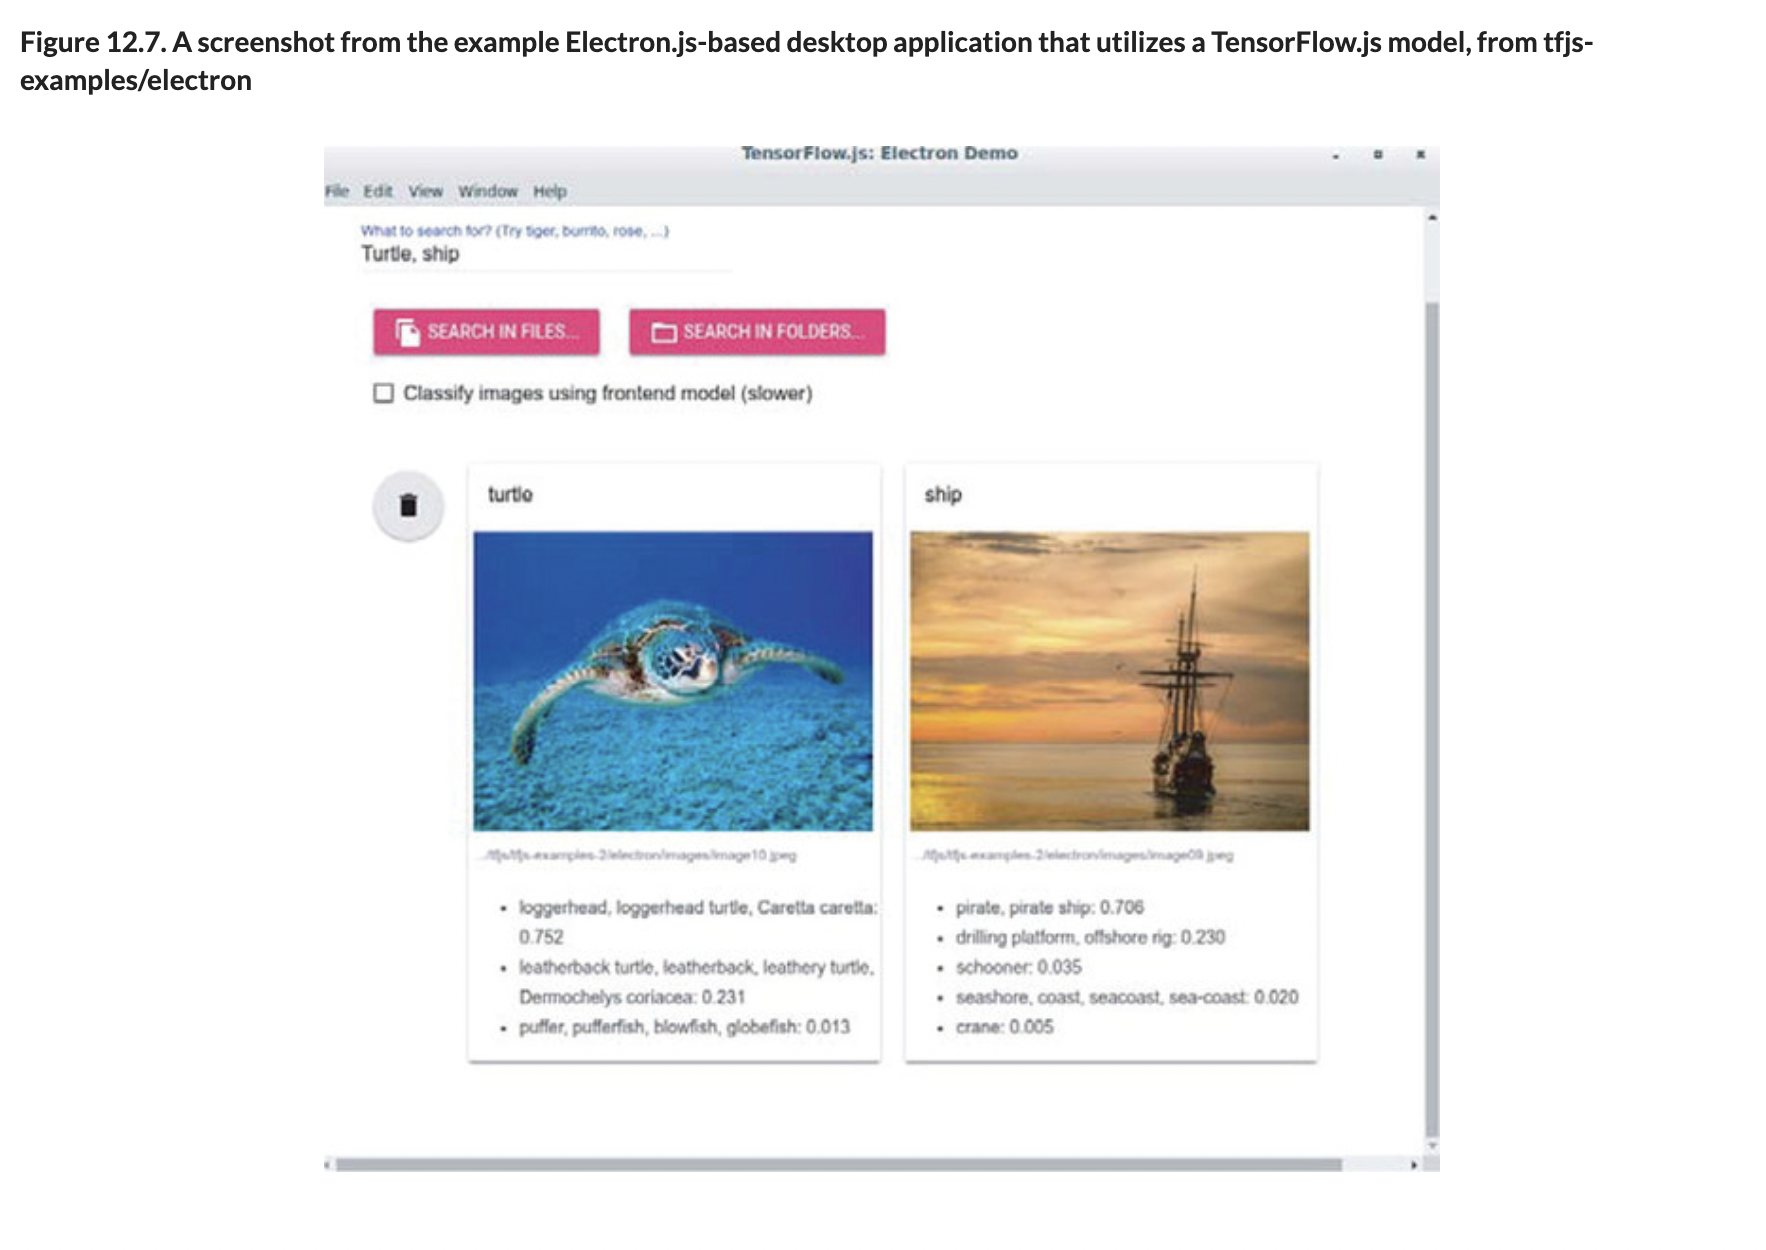 Figure 12.7. A screenshot from the example Electron.js-based desktop application that utilizes a TensorFlow.js model, from tfjs-
examples/electron
TensorFlow.js: Electron Demo
File Edit View Window Help
What to search for? (Try tiger, burrito, rose, ...)
Turtle, ship
SEARCH IN FILES... SEARCH IN FOLDERS...
Classify images using frontend model (slower)
turtle
.../tfjs/tfjs-examples-2/electron/images/image10.jpeg
loggerhead, loggerhead turtle, Caretta caretta:
0.752
leatherback turtle, leatherback, leathery turtle,
Dermochelys coriacea: 0.231
puffer, pufferfish, blowfish, globefish: 0.013
ship
.../tfjs/tfjs-examples-2/electron/images/image09.jpeg
pirate, pirate ship: 0.706
drilling platform, offshore rig: 0.230
schooner: 0.035
seashore, coast, seacoast, sea-coast: 0.020
crane: 0.005